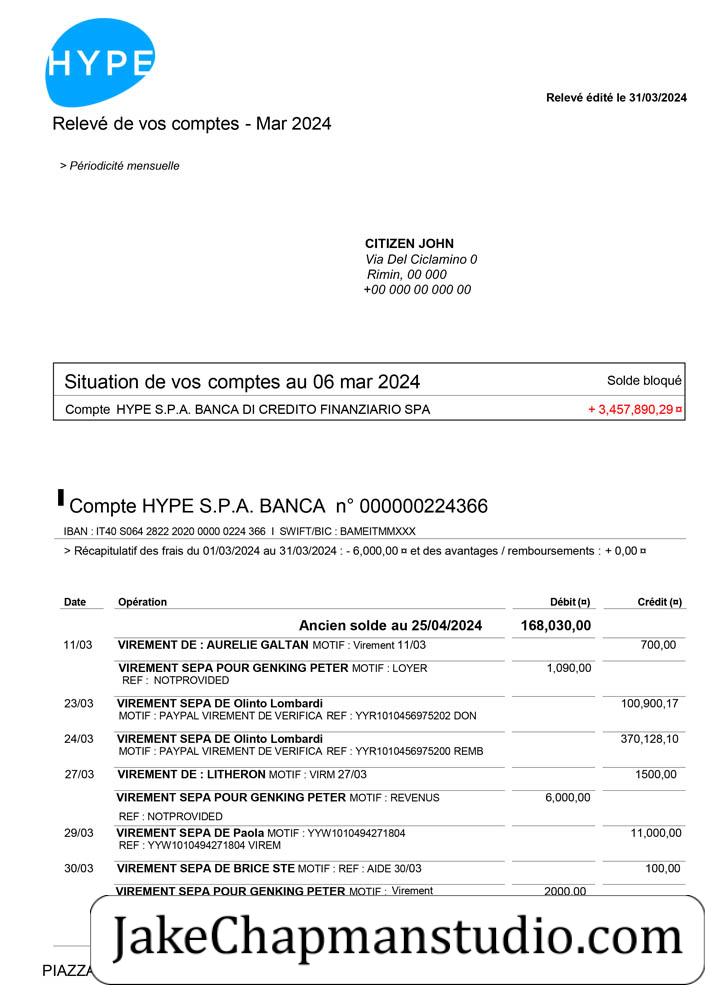 HYPE
Relevé édité le 31/03/2024
Relevé de vos comptes - Mar 2024
> Périodicité mensuelle
CITIZEN JOHN
Via Del Ciclamino 0
Rimin, 00 000
+00 000 00 000 00
Situation de vos comptes au 06 mar 2024 Solde bloqué
Compte HYPE S.P.A. BANCA DI CREDITO FINANZIARIO SPA + 3,457,890,29 ¤
Compte HYPE S.P.A. BANCA n° 000000224366
IBAN : IT40 S064 2822 2020 0000 0224 366 I SWIFT/BIC : BAMEITMMXXX
> Récapitulatif des frais du 01/03/2024 au 31/03/2024 : - 6,000,00 ¤ et des avantages / remboursements : + 0,00 ¤
Date Opération Débit (¤) Crédit (¤)
Ancien solde au 25/04/2024 168,030,00
11/03 VIREMENT DE : AURELIE GALTAN MOTIF : Virement 11/03 700,00
VIREMENT SEPA POUR GENKING PETER MOTIF : LOYER 1,090,00
REF : NOTPROVIDED
23/03 VIREMENT SEPA DE Olinto Lombardi 100,900,17
MOTIF : PAYPAL VIREMENT DE VERIFICA REF : YYR1010456975202 DON
24/03 VIREMENT SEPA DE Olinto Lombardi 370,128,10
MOTIF : PAYPAL VIREMENT DE VERIFICA REF : YYR1010456975200 REMB
27/03 VIREMENT DE : LITHERON MOTIF : VIRM 27/03 1500,00
VIREMENT SEPA POUR GENKING PETER MOTIF : REVENUS 6,000,00
REF : NOTPROVIDED
29/03 VIREMENT SEPA DE Paola MOTIF : YYW1010494271804 11,000,00
REF : YYW1010494271804 VIREM
30/03 VIREMENT SEPA DE BRICE STE MOTIF : REF : AIDE 30/03 100,00
VIREMENT SEPA POUR GENKING PETER MOTIF : Virement 2000,00
JakeChapmanstudio.com
PIAZZA